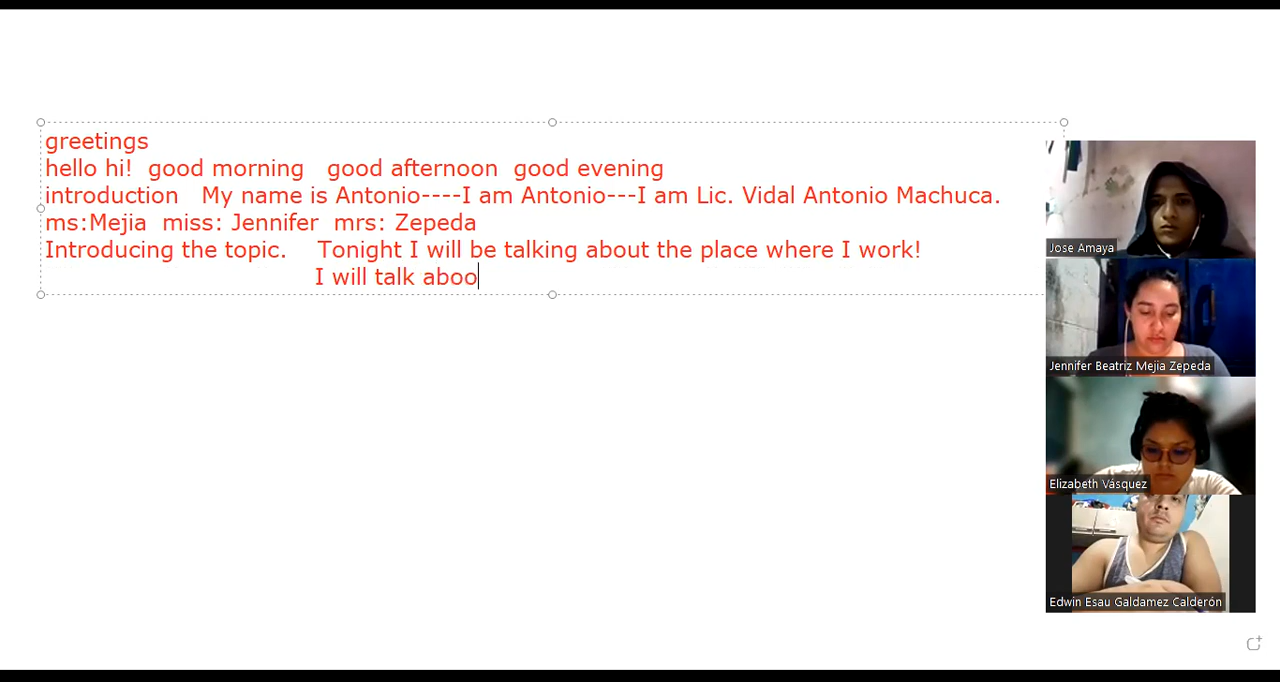 greetings
hello hi!  good morning   good afternoon  good evening
introduction   My name is Antonio----I am Antonio---I am Lic. Vidal Antonio Machuca.
ms:Mejia  miss: Jennifer  mrs: Zepeda
Introducing the topic.    Tonight I will be talking about the place where I work!
I will talk aboo
Jose Amaya
Jennifer Beatriz Mejia Zepeda
Elizabeth Vásquez
Edwin Esau Galdamez Calderón